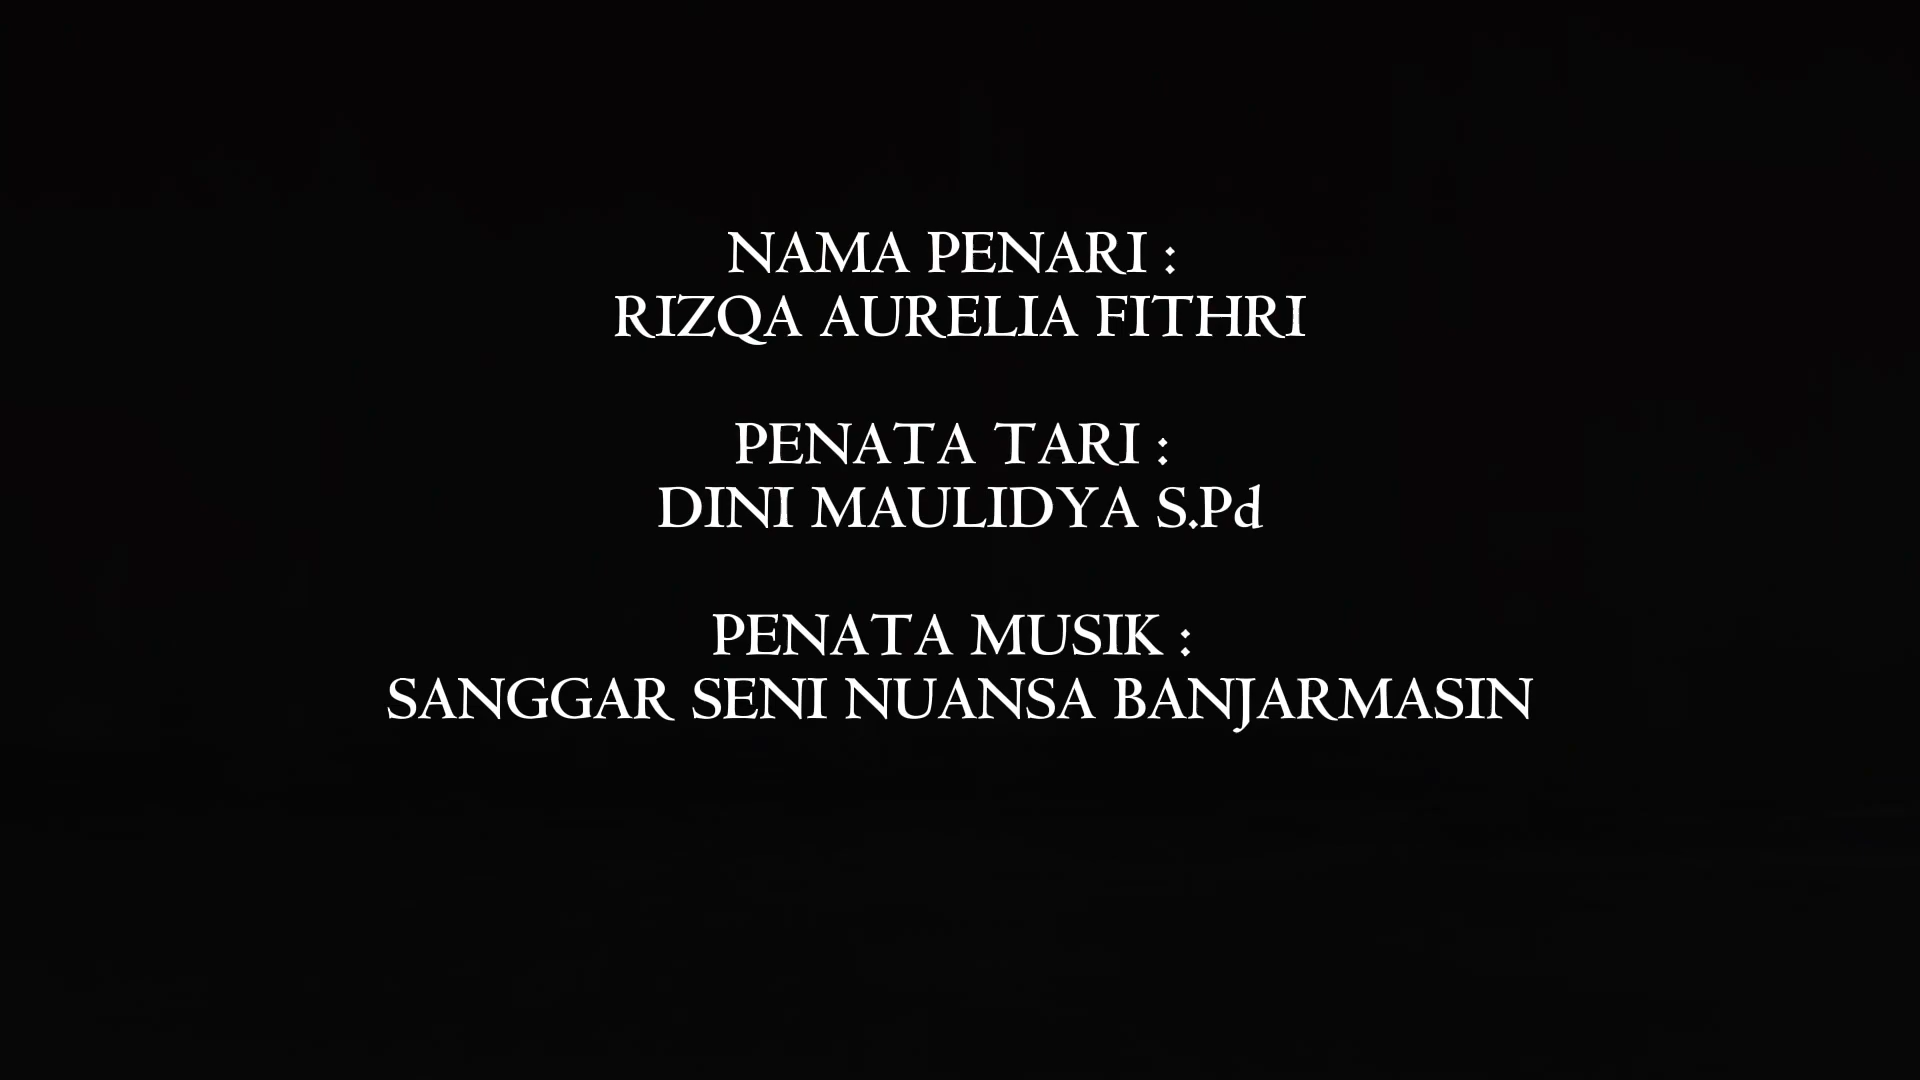 NAMA PENARI :
RIZQA AURELIA FITHRI
PENATA TARI :
DINI MAULIDYA S.Pd
PENATA MUSIK :
SANGGAR SENI NUANSA BANJARMASIN